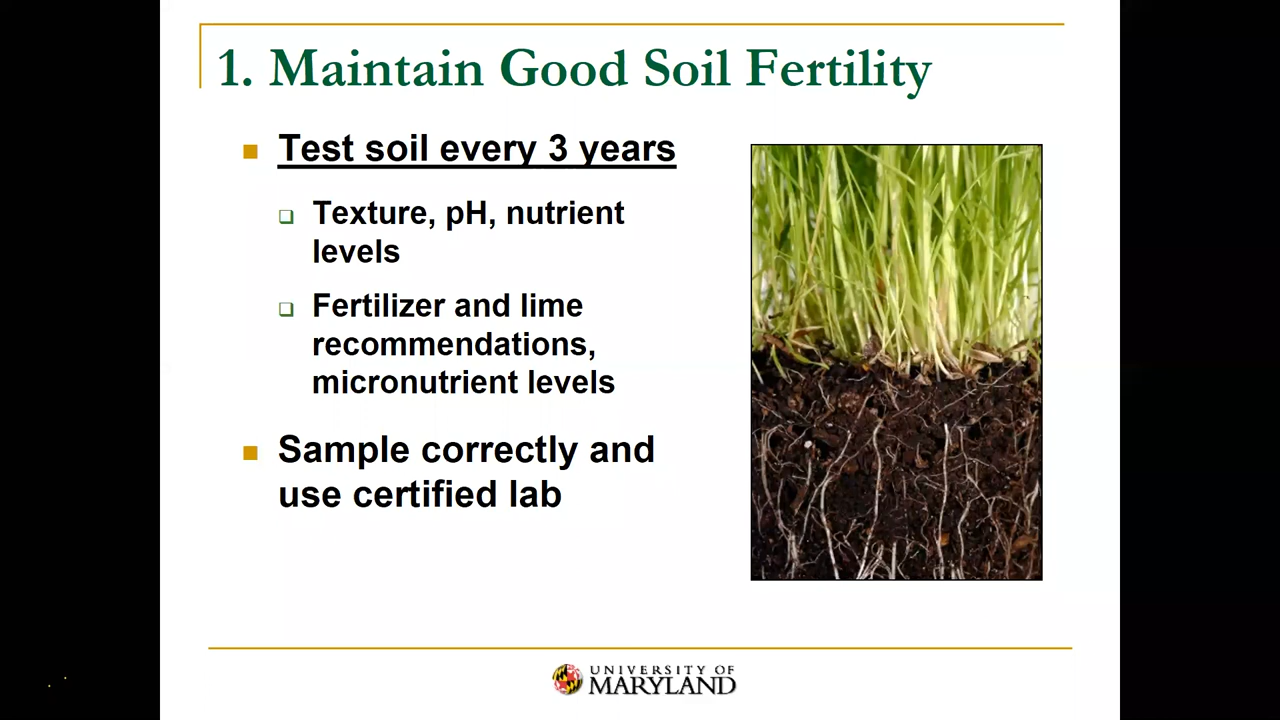 1. Maintain Good Soil Fertility
Test soil every 3 years
Texture, pH, nutrient
levels
Fertilizer and lime
recommendations,
micronutrient levels
Sample correctly and
use certified lab
UNIVERSITY OF
MARYLAND